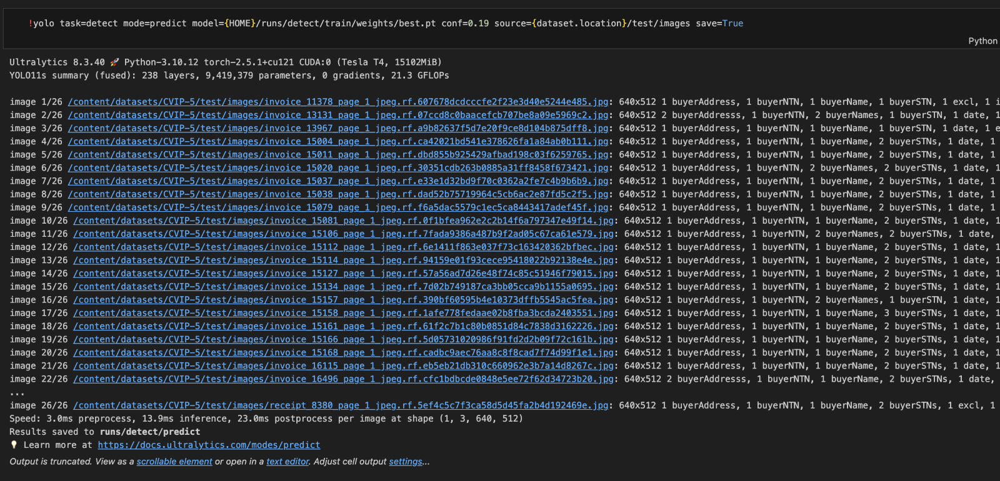 !yolo task=detect mode=predict model={HOME}/runs/detect/train/weights/best.pt conf=0.19 source={dataset.location}/test/images save=True
Python
Ultralytics 8.3.40 🚀 Python-3.10.12 torch-2.5.1+cu121 CUDA:0 (Tesla T4, 15102MiB)
YOLO11s summary (fused): 238 layers, 9,419,379 parameters, 0 gradients, 21.3 GFLOPs
image 1/26 /content/datasets/CVIP-5/test/images/invoice_11378_page_1_jpeg.rf.607678dcdcccfe2f23e3d40e5244e485.jpg: 640x512 1 buyerAddress, 1 buyerNTN, 1 buyerName, 1 buyerSTN, 1 excl, 1 i
image 2/26 /content/datasets/CVIP-5/test/images/invoice_13131_page_1_jpeg.rf.07ccd8c0baacefcb707be8a09e5969c2.jpg: 640x512 2 buyerAddresss, 1 buyerNTN, 2 buyerNames, 1 buyerSTN, 1 date, 1
image 3/26 /content/datasets/CVIP-5/test/images/invoice_13967_page_1_jpeg.rf.a9b82637f5d7e20f9ce8d104b875dff8.jpg: 640x512 1 buyerAddress, 1 buyerNTN, 1 buyerName, 1 buyerSTN, 1 date, 1 e
image 4/26 /content/datasets/CVIP-5/test/images/invoice_15004_page_1_jpeg.rf.ca42021bd541e378626fa1a84ab0b111.jpg: 640x512 1 buyerAddress, 1 buyerNTN, 1 buyerName, 2 buyerSTNs, 1 date, 1
image 5/26 /content/datasets/CVIP-5/test/images/invoice_15011_page_1_jpeg.rf.dbd855b925429afbad198c03f6259765.jpg: 640x512 1 buyerAddress, 1 buyerNTN, 1 buyerName, 2 buyerSTNs, 1 date, 1
image 6/26 /content/datasets/CVIP-5/test/images/invoice_15020_page_1_jpeg.rf.30351cdb263b0885a31ff8458f673421.jpg: 640x512 1 buyerAddress, 1 buyerNTN, 2 buyerNames, 2 buyerSTNs, 1 date, 1
image 7/26 /content/datasets/CVIP-5/test/images/invoice_15037_page_1_jpeg.rf.e33e1d32bd9f70c0362a2fe7c4b9b6b9.jpg: 640x512 1 buyerAddress, 1 buyerNTN, 1 buyerName, 2 buyerSTNs, 1 date, 1
image 8/26 /content/datasets/CVIP-5/test/images/invoice_15038_page_1_jpeg.rf.dad52b75719964c5cb6ac2e87fd5c2f5.jpg: 640x512 1 buyerAddress, 1 buyerNTN, 1 buyerName, 2 buyerSTNs, 1 date, 1
image 9/26 /content/datasets/CVIP-5/test/images/invoice_15079_page_1_jpeg.rf.f6a5dac5579c1ec5ca8443417adef45f.jpg: 640x512 1 buyerAddress, 1 buyerNTN, 1 buyerName, 2 buyerSTNs, 1 date, 1
image 10/26 /content/datasets/CVIP-5/test/images/invoice_15081_page_1_jpeg.rf.0f1bfea962e2c2b14f6a797347e49f14.jpg: 640x512 1 buyerAddress, 1 buyerNTN, 1 buyerName, 2 buyerSTNs, 1 date, 1
image 11/26 /content/datasets/CVIP-5/test/images/invoice_15106_page_1_jpeg.rf.7fada9386a487b9f2ad05c67ca61e579.jpg: 640x512 1 buyerAddress, 1 buyerNTN, 2 buyerNames, 2 buyerSTNs, 1 date,
image 12/26 /content/datasets/CVIP-5/test/images/invoice_15112_page_1_jpeg.rf.6e1411f863e037f73c163420362bfbec.jpg: 640x512 1 buyerAddress, 1 buyerNTN, 1 buyerName, 2 buyerSTNs, 1 date, 1
image 13/26 /content/datasets/CVIP-5/test/images/invoice_15114_page_1_jpeg.rf.94159e01f93cece95418022b92138e4e.jpg: 640x512 1 buyerAddress, 1 buyerNTN, 1 buyerName, 2 buyerSTNs, 1 date, 1
image 14/26 /content/datasets/CVIP-5/test/images/invoice_15127_page_1_jpeg.rf.57a56ad7d26e48f74c85c51946f79015.jpg: 640x512 1 buyerAddress, 1 buyerNTN, 1 buyerName, 2 buyerSTNs, 1 date, 1
image 15/26 /content/datasets/CVIP-5/test/images/invoice_15134_page_1_jpeg.rf.7d02b749187ca3bb05cca9b1155a0695.jpg: 640x512 1 buyerAddress, 1 buyerNTN, 1 buyerName, 2 buyerSTNs, 1 date, 1
image 16/26 /content/datasets/CVIP-5/test/images/invoice_15157_page_1_jpeg.rf.390bf60595b4e10373dffb5545ac5fea.jpg: 640x512 1 buyerAddress, 1 buyerNTN, 2 buyerNames, 1 buyerSTN, 1 date, 1
image 17/26 /content/datasets/CVIP-5/test/images/invoice_15158_page_1_jpeg.rf.1afe778fedaae02b8fba3bcda2403551.jpg: 640x512 1 buyerAddress, 1 buyerNTN, 1 buyerName, 3 buyerSTNs, 1 date, 1
image 18/26 /content/datasets/CVIP-5/test/images/invoice_15161_page_1_jpeg.rf.61f2c7b1c80b0851d84c7838d3162226.jpg: 640x512 1 buyerAddress, 1 buyerNTN, 1 buyerName, 2 buyerSTNs, 1 date, 1
image 19/26 /content/datasets/CVIP-5/test/images/invoice_15166_page_1_jpeg.rf.5d05731020986f91fd2d2b09f72c161b.jpg: 640x512 1 buyerAddress, 1 buyerNTN, 1 buyerName, 2 buyerSTNs, 1 date, 1
image 20/26 /content/datasets/CVIP-5/test/images/invoice_15168_page_1_jpeg.rf.cadbc9aec76aa8c8f8cad7f74d99f1e1.jpg: 640x512 1 buyerAddress, 1 buyerNTN, 1 buyerName, 2 buyerSTNs, 1 date, 1
image 21/26 /content/datasets/CVIP-5/test/images/invoice_16115_page_1_jpeg.rf.eb5eb21db310c660962e3b7a14d8267c.jpg: 640x512 1 buyerAddress, 1 buyerNTN, 1 buyerName, 2 buyerSTNs, 1 date, 1
image 22/26 /content/datasets/CVIP-5/test/images/invoice_16496_page_1_jpeg.rf.cfc1bdbcde0848e5ee72f62d34723b20.jpg: 640x512 2 buyerAddresss, 1 buyerNTN, 1 buyerName, 2 buyerSTNs, 1 date,
...
image 26/26 /content/datasets/CVIP-5/test/images/receipt_8380_page_1_jpeg.rf.5ef4c5c7f3ca58d5d45fa2b4d192469e.jpg: 640x512 1 buyerAddress, 1 buyerNTN, 1 buyerName, 2 buyerSTNs, 1 excl, 1
Speed: 3.0ms preprocess, 13.9ms inference, 23.0ms postprocess per image at shape (1, 3, 640, 512)
Results saved to runs/detect/predict
💡 Learn more at https://docs.ultralytics.com/modes/predict
Output is truncated. View as a scrollable element or open in a text editor. Adjust cell output settings...